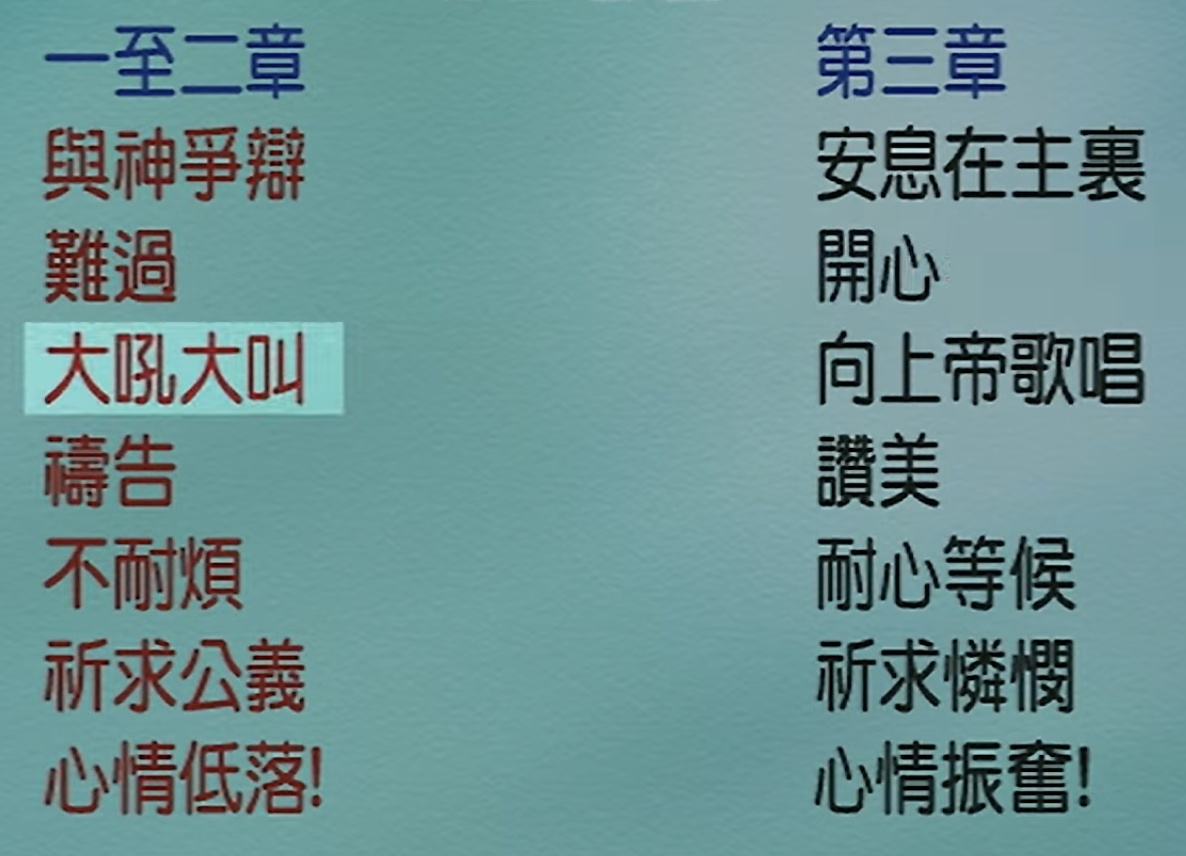 一至二章
與神爭辯
難過
大吼大叫
禱告
不耐煩
祈求公義
心情低落!
第三章
安息在主裏
開心
向上帝歌唱
讚美
耐心等候
祈求憐憫
心情振奮!